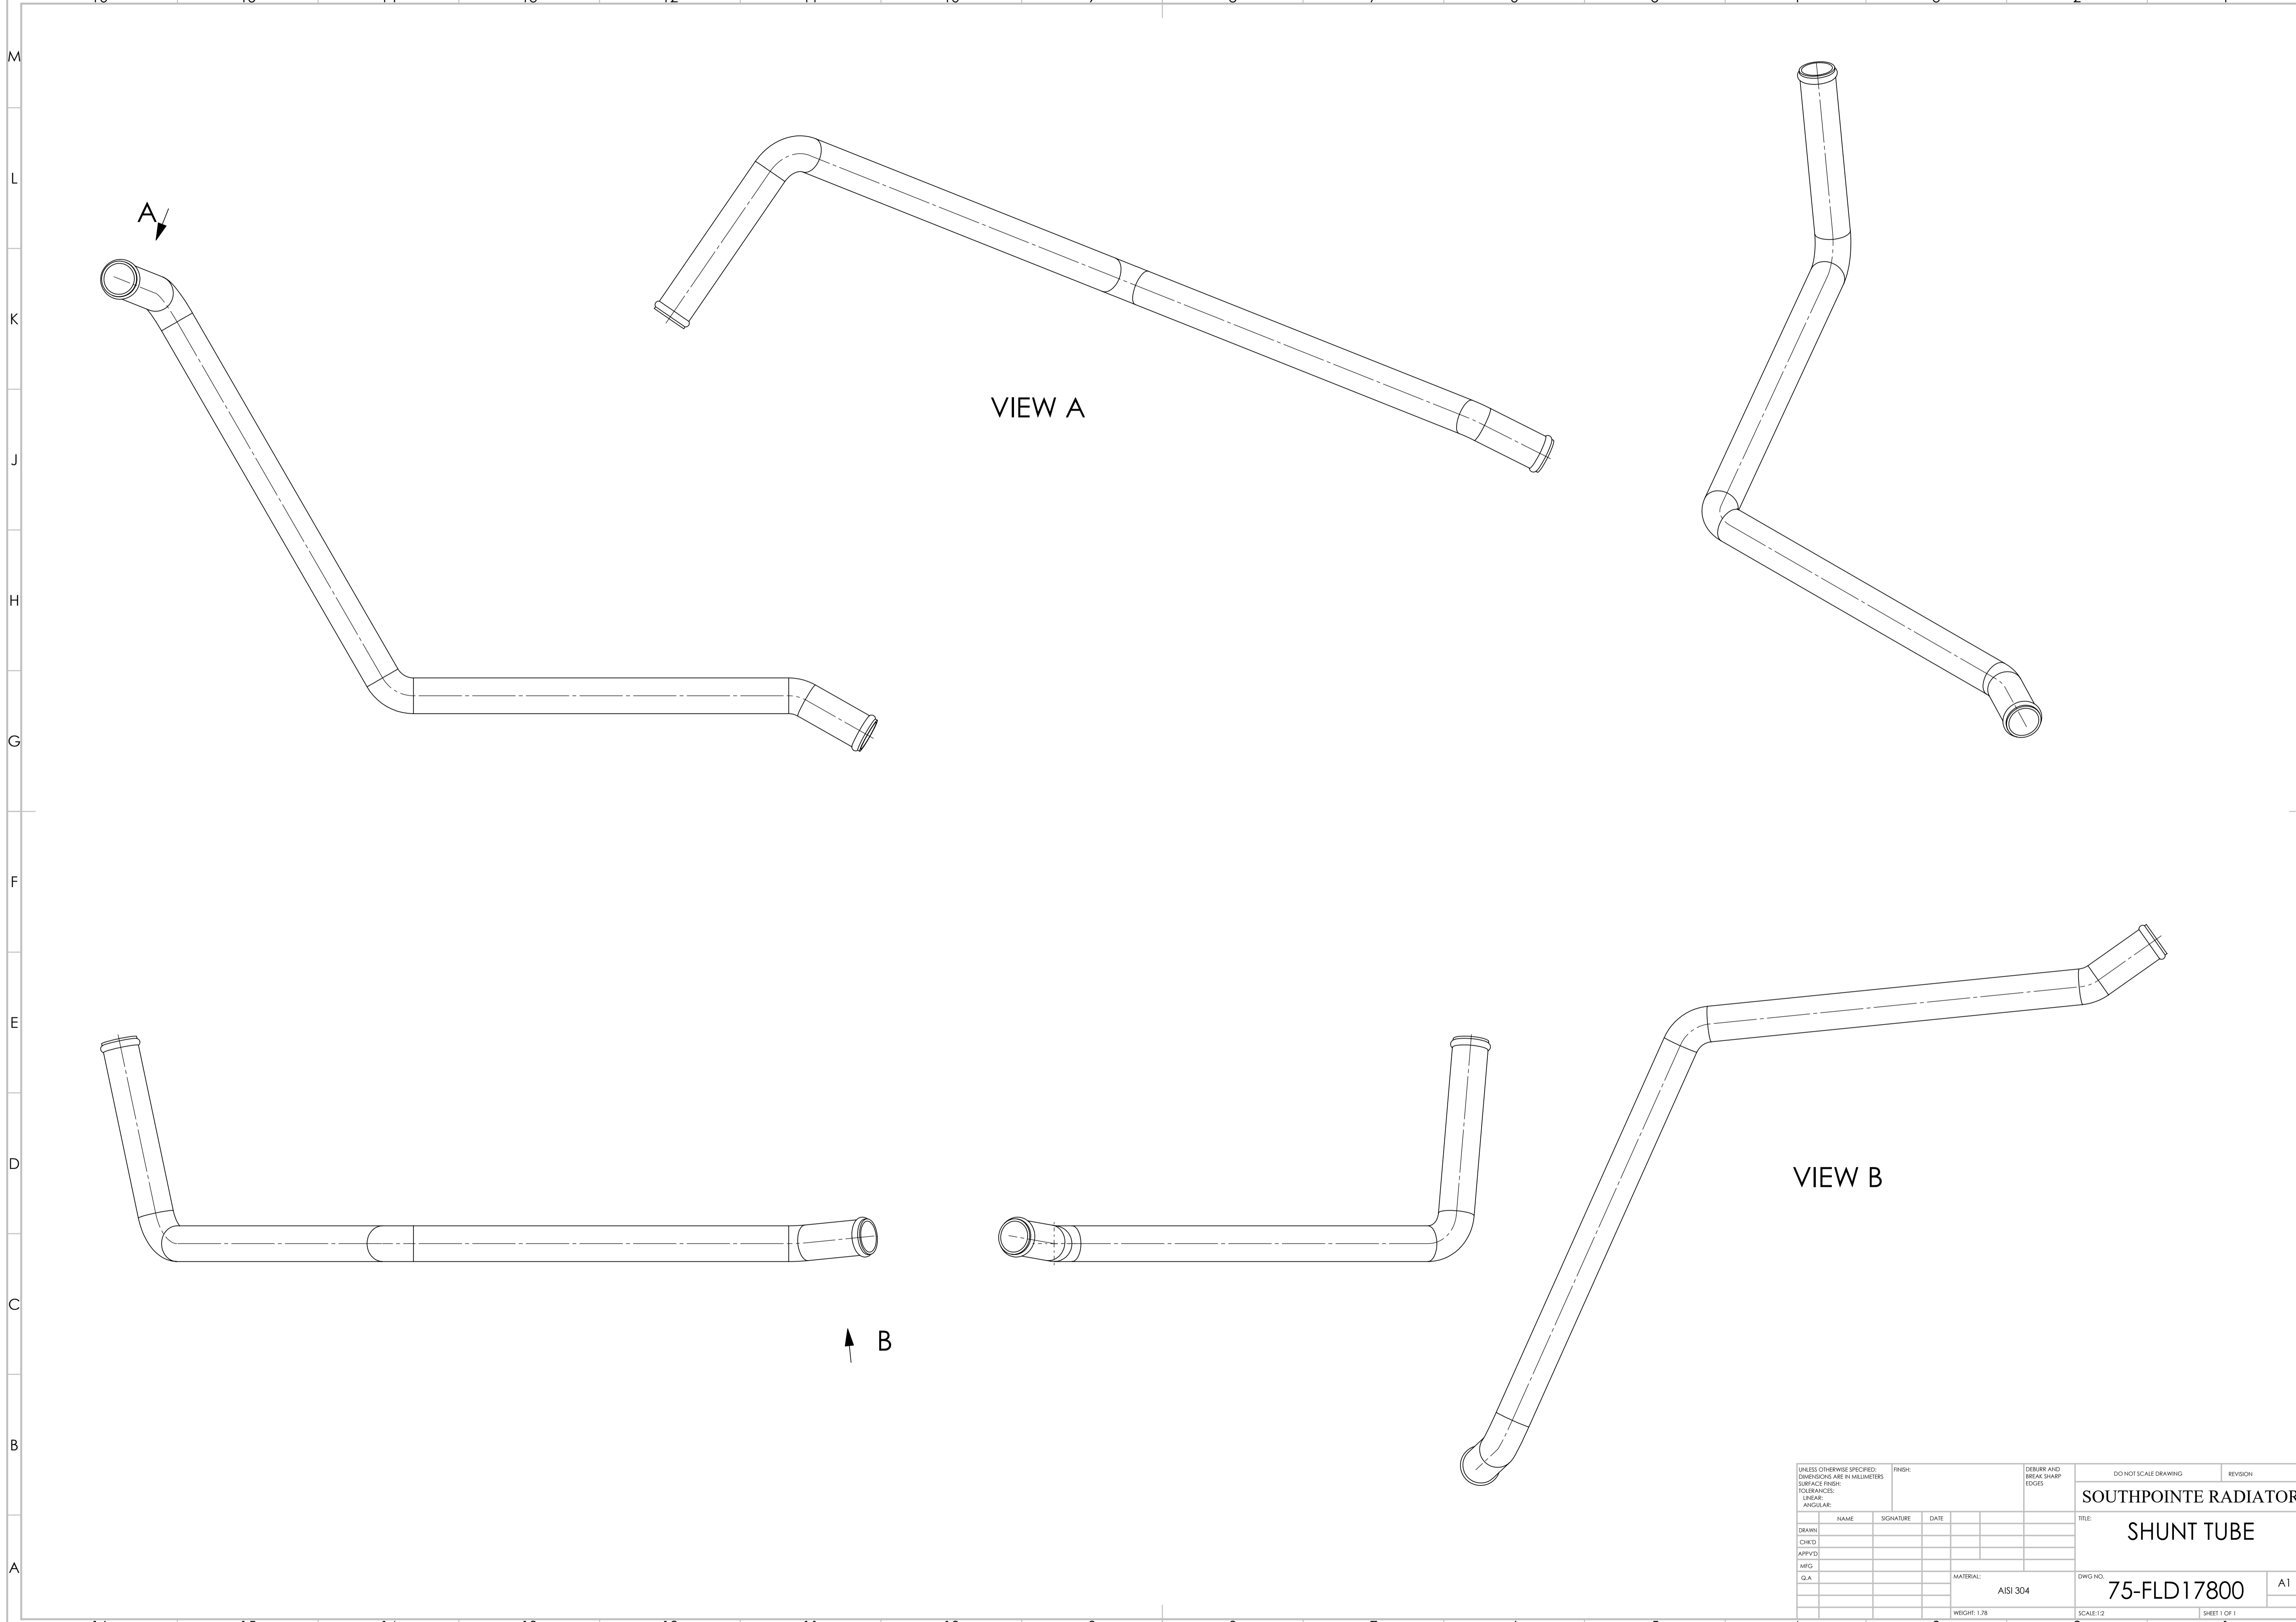 M
L
K
J
H
G
F
E
D
C
B
A
A
VIEW A
B
VIEW B
UNLESS OTHERWISE SPECIFIED:
DIMENSIONS ARE IN MILLIMETERS
SURFACE FINISH:
TOLERANCES:
LINEAR:
ANGULAR:
FINISH:
DEBURR AND
BREAK SHARP
EDGES
DO NOT SCALE DRAWING
REVISION
SOUTHPOINTE RADIATOR
NAME
SIGNATURE
DATE
DRAWN
CHK'D
APPV'D
MFG
Q.A
TITLE:
SHUNT TUBE
MATERIAL:
AISI 304
WEIGHT: 1.78
DWG NO.
75-FLD17800
A1
SCALE:1:2
SHEET 1 OF 1